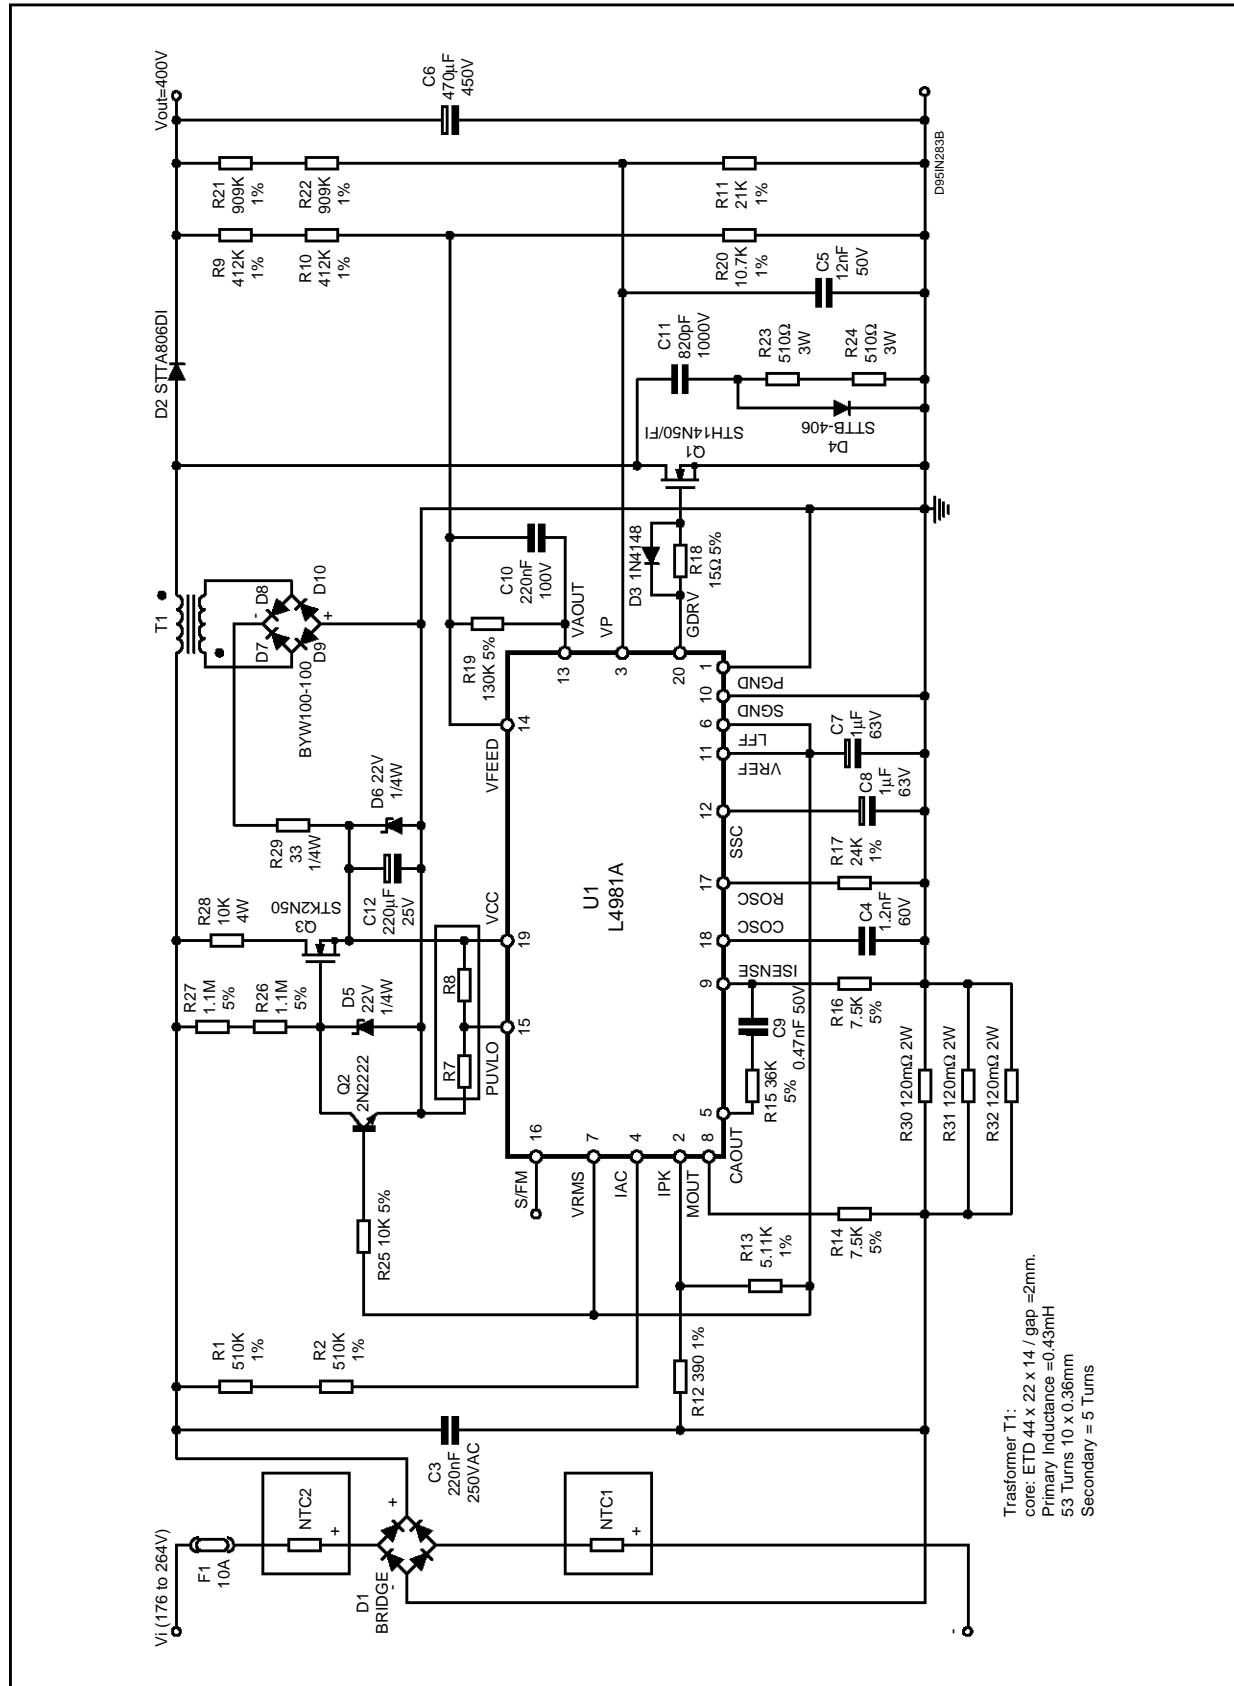 Vi (176 to 264V)
F1
10A
NTC2
D1
BRIDGE
+
-
NTC1
+
+
-
C3
220nF
250VAC
R1
510K
1%
R2
510K
1%
R12 390 1%
R25 10K 5%
R13
5.11K
1%
R14
7.5K
5%
Q2
2N2222
R27
1.1M
5%
R26
1.1M
5%
D5
22V
1/4W
R28
10K
4W
Q3
STK2N50
R29
33
1/4W
C12
220µF
25V
D6 22V
1/4W
R7
R8
T1
D7
D8
D9
D10
-
+
BYW100-100
S/FM
16
VRMS
7
IAC
4
IPK
2
MOUT
8
CAOUT
5
PUVLO
15
VCC
19
VFEED
14
U1
L4981A
ISENSE
9
COSC
18
ROSC
17
SSC
12
VREF
11
LFF
6
SGND
10
PGND
1
GDRV
20
VP
3
VAOUT
13
R15 36K
5%
C9
0.47nF 50V
R16
7.5K
5%
C4
1.2nF
60V
R17
24K
1%
C8
1µF
63V
C7
1µF
63V
R30 120mΩ 2W
R31 120mΩ 2W
R32 120mΩ 2W
R19
130K 5%
C10
220nF
100V
D3 1N4148
R18
15Ω 5%
Q1
STH14N50/FI
D2 STTA806DI
C11
820pF
1000V
R23
510Ω
3W
R24
510Ω
3W
D4
STTB-406
R9
412K
1%
R10
412K
1%
R20
10.7K
1%
C5
12nF
50V
R21
909K
1%
R22
909K
1%
R11
21K
1%
C6
470µF
450V
Vout=400V
D95IN283B
Trasformer T1:
core: ETD 44 x 22 x 14 / gap =2mm.
Primary Inductance =0.43mH
53 Turns 10 x 0.36mm
Secondary = 5 Turns